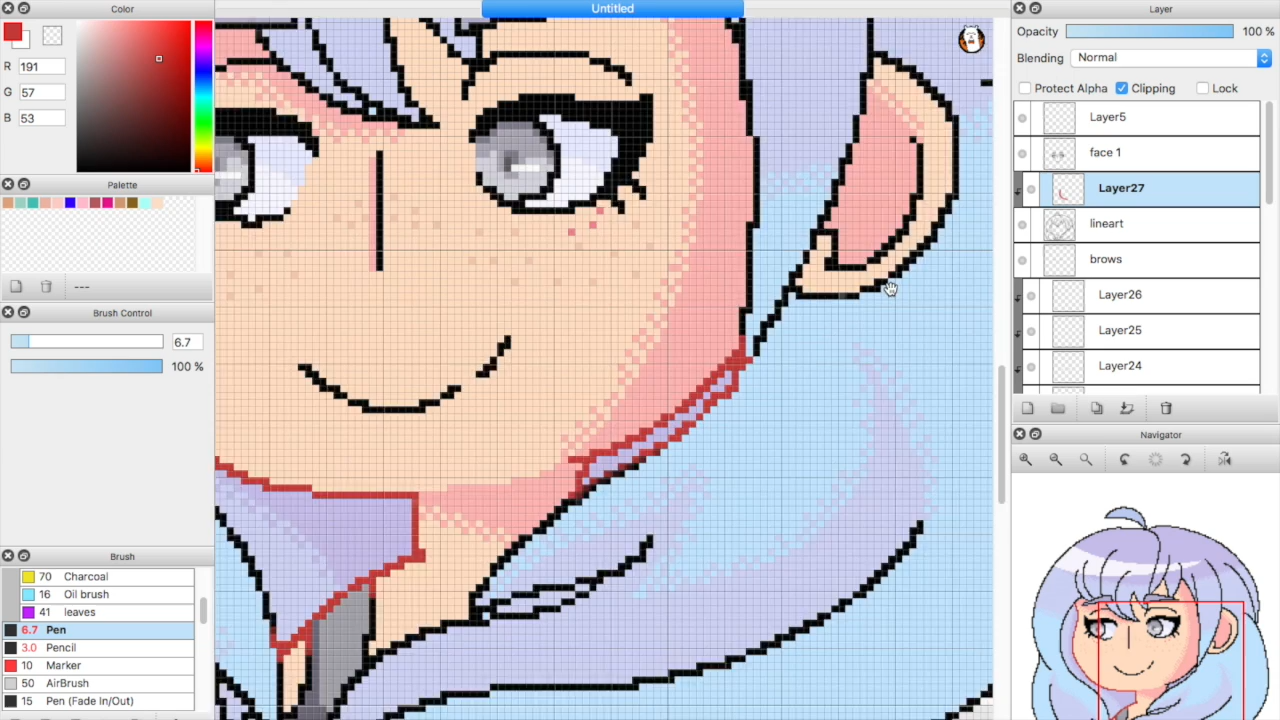 Color
Untitled
Layer
R 191
G 57
B 53
Opacity 100 %
Blending Normal
Protect Alpha Clipping Lock
Layer5
face 1
Layer27
lineart
brows
Layer26
Layer25
Layer24
Palette
---
Brush Control
6.7
100 %
Brush
70 Charcoal
16 Oil brush
41 leaves
6.7 Pen
3.0 Pencil
100 Marker
50 AirBrush
15 Pen (Fade In/Out)
Navigator